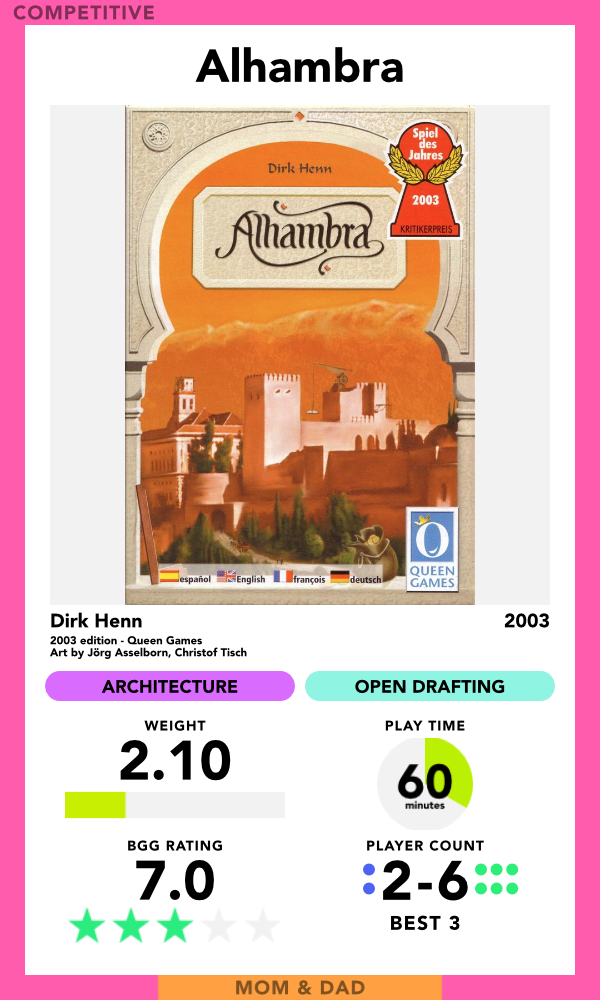 COMPETITIVE
Alhambra
Spiel
des
Jahres
2003
KRITIKERPREIS
Dirk Henn
Alhambra
QUEEN
GAMES
español English français deutsch
Dirk Henn 2003
2003 edition - Queen Games
Art by Jörg Asselborn, Christof Tisch
ARCHITECTURE OPEN DRAFTING
WEIGHT
2.10
PLAY TIME
60
minutes
BGG RATING
7.0
PLAYER COUNT
2-6
BEST 3
MOM & DAD